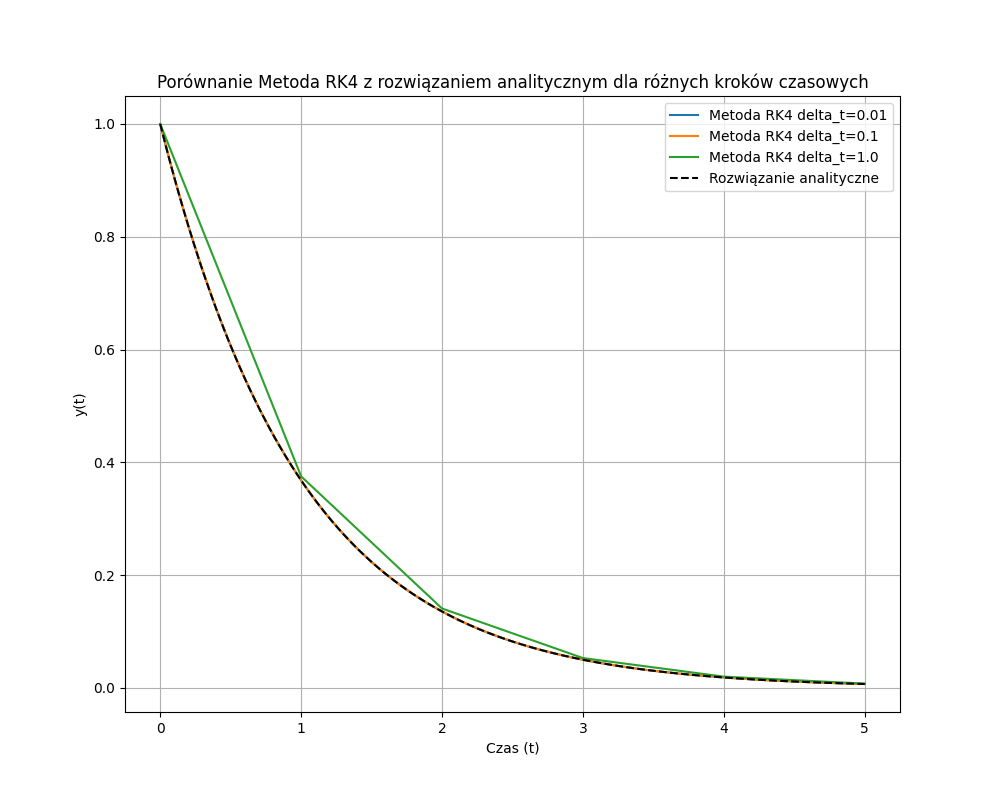 Porównanie Metoda RK4 z rozwiązaniem analitycznym dla różnych kroków czasowych
Metoda RK4 delta_t=0.01
Metoda RK4 delta_t=0.1
Metoda RK4 delta_t=1.0
Rozwiązanie analityczne
y(t)
1.0
0.8
0.6
0.4
0.2
0.0
0 1 2 3 4 5
Czas (t)